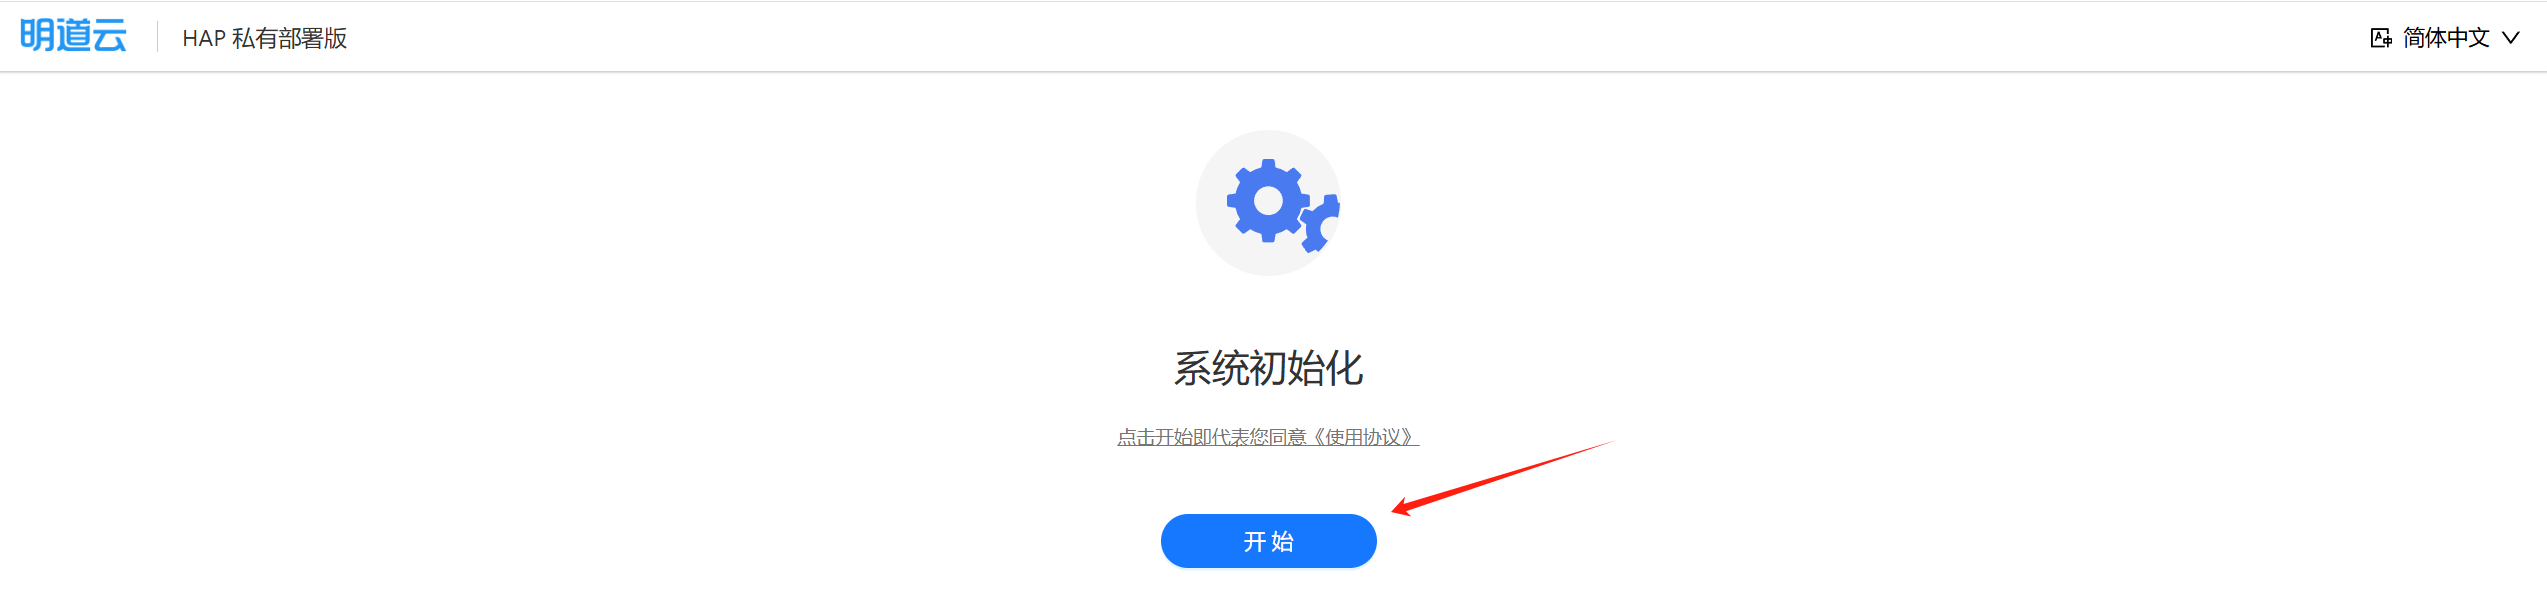 明道云
HAP 私有部署版
简体中文
系统初始化
点击开始即代表您同意《使用协议》
开 始